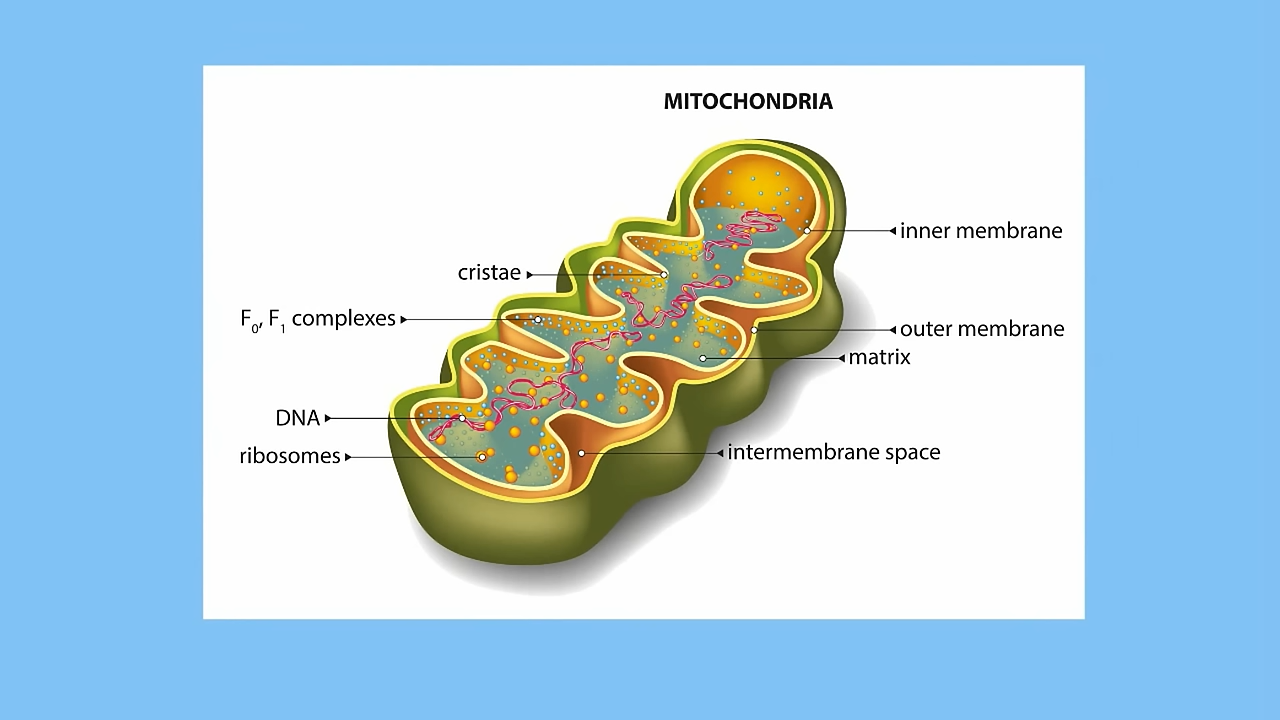 MITOCHONDRIA
inner membrane
cristae
F₀, F₁ complexes
outer membrane
matrix
DNA
ribosomes
intermembrane space